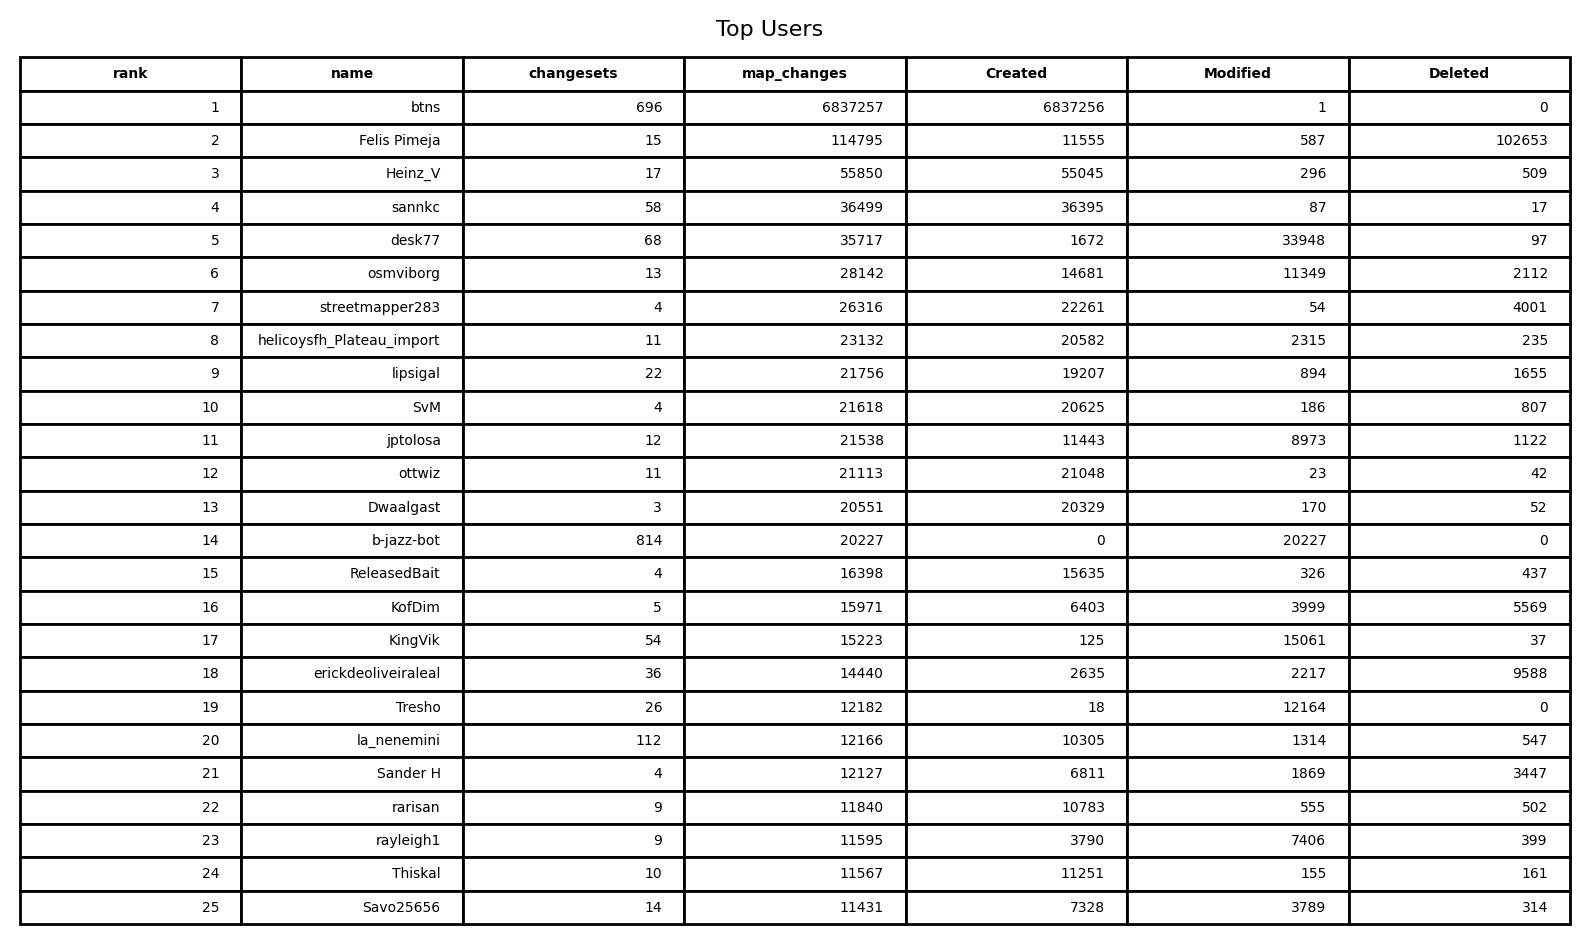 Top Users
rank name changesets map_changes Created Modified Deleted
1 btns 696 6837257 6837256 1 0
2 Felis Pimeja 15 114795 11555 587 102653
3 Heinz_V 17 55850 55045 296 509
4 sannkc 58 36499 36395 87 17
5 desk77 68 35717 1672 33948 97
6 osmviborg 13 28142 14681 11349 2112
7 streetmapper283 4 26316 22261 54 4001
8 helicoysfh_Plateau_import 11 23132 20582 2315 235
9 lipsigal 22 21756 19207 894 1655
10 SvM 4 21618 20625 186 807
11 jptolosa 12 21538 11443 8973 1122
12 ottwiz 11 21113 21048 23 42
13 Dwaalgast 3 20551 20329 170 52
14 b-jazz-bot 814 20227 0 20227 0
15 ReleasedBait 4 16398 15635 326 437
16 KofDim 5 15971 6403 3999 5569
17 KingVik 54 15223 125 15061 37
18 erickdeoliveiraleal 36 14440 2635 2217 9588
19 Tresho 26 12182 18 12164 0
20 la_nenemini 112 12166 10305 1314 547
21 Sander H 4 12127 6811 1869 3447
22 rarisan 9 11840 10783 555 502
23 rayleigh1 9 11595 3790 7406 399
24 Thiskal 10 11567 11251 155 161
25 Savo25656 14 11431 7328 3789 314